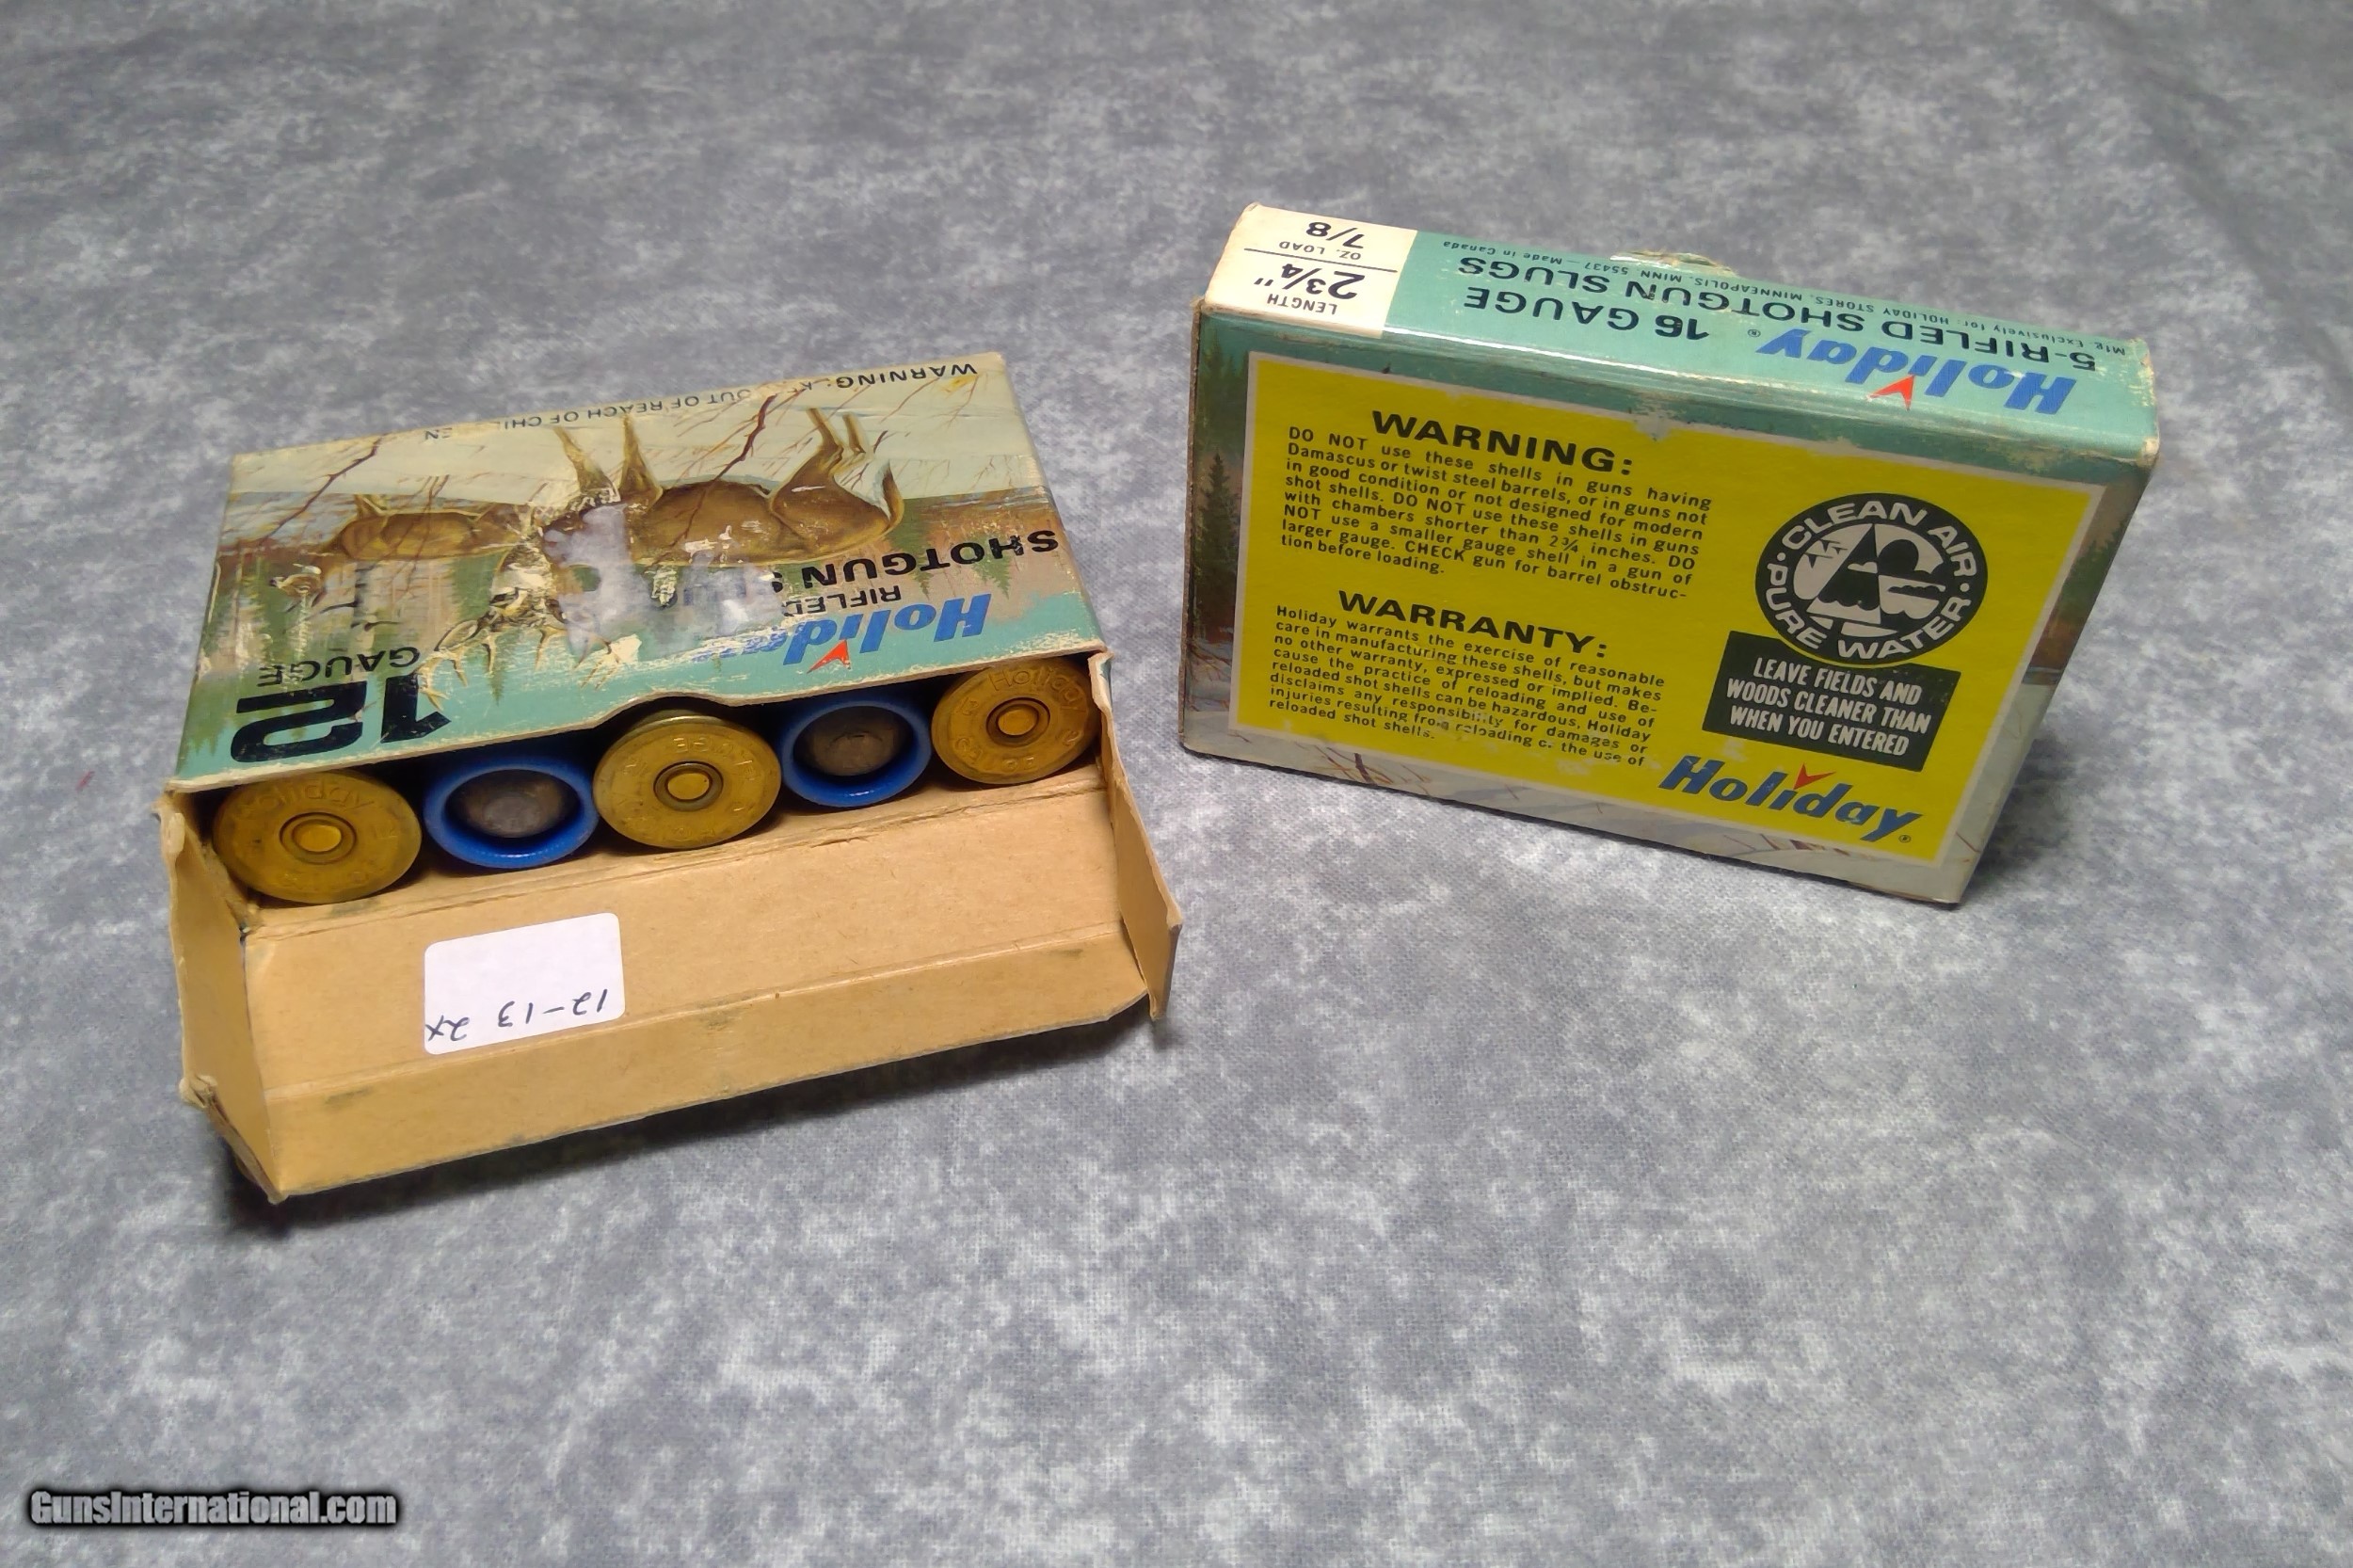 WARNING: OUT OF REACH OF
Holiday
RIFLED
SHOTGUN
12
GAUGE
Holiday
Holiday
12
12-13 2x
LENGTH
2¾"
OZ. LOAD
7/8
Holiday®
16 GAUGE
5-RIFLED SHOTGUN SLUGS
Mfg. Exclusively for: HOLIDAY STORES, MINNEAPOLIS, MINN 55437 — Made in Canada
WARNING:
DO NOT use these shells in guns having
Damascus or twist steel barrels, or in guns not
in good condition or not designed for modern
shot shells. DO NOT use these shells in guns
with chambers shorter than 2¾ inches. DO
NOT use a smaller gauge shell in a gun of
larger gauge. CHECK gun for barrel obstruc-
tion before loading.
WARRANTY:
Holiday warrants the exercise of reasonable
care in manufacturing these shells, but makes
no other warranty, expressed or implied. Be-
cause the practice of reloading and use of
reloaded shot shells can be hazardous, Holiday
disclaims any responsibility for damages or
injuries resulting from reloading or the use of
reloaded shot shells.
CLEAN AIR • PURE WATER •
LEAVE FIELDS AND
WOODS CLEANER THAN
WHEN YOU ENTERED
Holiday®
GunsInternational.com